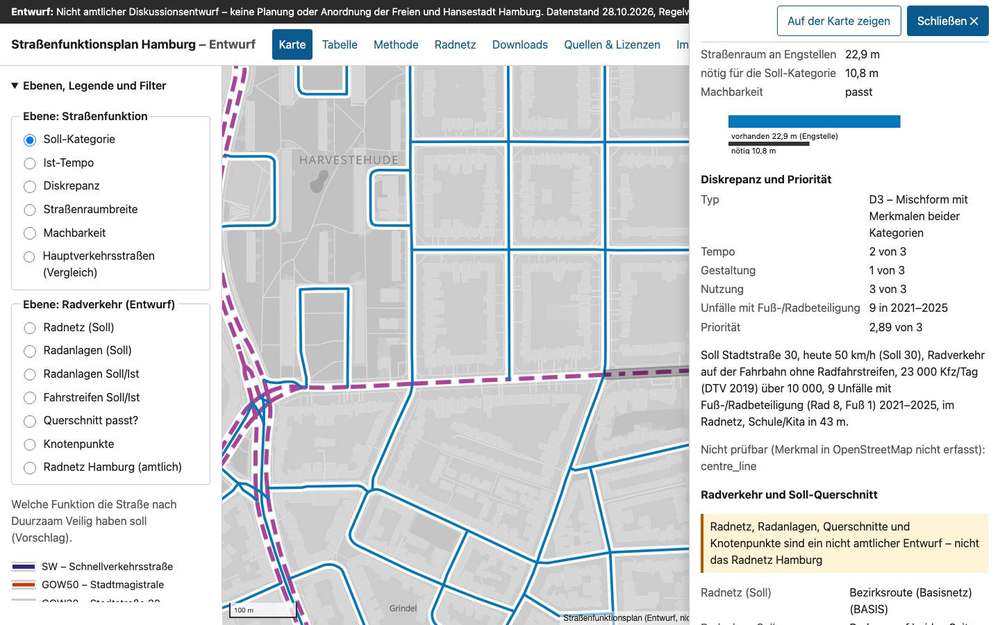 Entwurf: Nicht amtlicher Diskussionsentwurf – keine Planung oder Anordnung der Freien und Hansestadt Hamburg. Datenstand 28.10.2026, Regelw
Straßenfunktionsplan Hamburg – Entwurf
Karte
Tabelle
Methode
Radnetz
Downloads
Quellen & Lizenzen
Im
▼ Ebenen, Legende und Filter
Ebene: Straßenfunktion
Soll-Kategorie
Ist-Tempo
Diskrepanz
Straßenraumbreite
Machbarkeit
Hauptverkehrsstraßen
(Vergleich)
Ebene: Radverkehr (Entwurf)
Radnetz (Soll)
Radanlagen (Soll)
Radanlagen Soll/Ist
Fahrstreifen Soll/Ist
Querschnitt passt?
Knotenpunkte
Radnetz Hamburg (amtlich)
Welche Funktion die Straße nach
Duurzaam Veilig haben soll
(Vorschlag).
SW – Schnellverkehrsstraße
GOW50 – Stadtmagistrale
HARVESTEHUDE
Grindel
100 m
Straßenfunktionsplan (Entwurf, nic
Auf der Karte zeigen
Schließen ✕
Straßenraum an Engstellen 22,9 m
nötig für die Soll-Kategorie 10,8 m
Machbarkeit passt
vorhanden 22,9 m (Engstelle)
nötig 10,8 m
Diskrepanz und Priorität
Typ D3 – Mischform mit
Merkmalen beider
Kategorien
Tempo 2 von 3
Gestaltung 1 von 3
Nutzung 3 von 3
Unfälle mit Fuß-/Radbeteiligung 9 in 2021–2025
Priorität 2,89 von 3
Soll Stadtstraße 30, heute 50 km/h (Soll 30), Radverkehr
auf der Fahrbahn ohne Radfahrstreifen, 23 000 Kfz/Tag
(DTV 2019) über 10 000, 9 Unfälle mit
Fuß-/Radbeteiligung (Rad 8, Fuß 1) 2021–2025, im
Radnetz, Schule/Kita in 43 m.
Nicht prüfbar (Merkmal in OpenStreetMap nicht erfasst):
centre_line
Radverkehr und Soll-Querschnitt
Radnetz, Radanlagen, Querschnitte und
Knotenpunkte sind ein nicht amtlicher Entwurf – nicht
das Radnetz Hamburg
Radnetz (Soll) Bezirksroute (Basisnetz)
(BASIS)